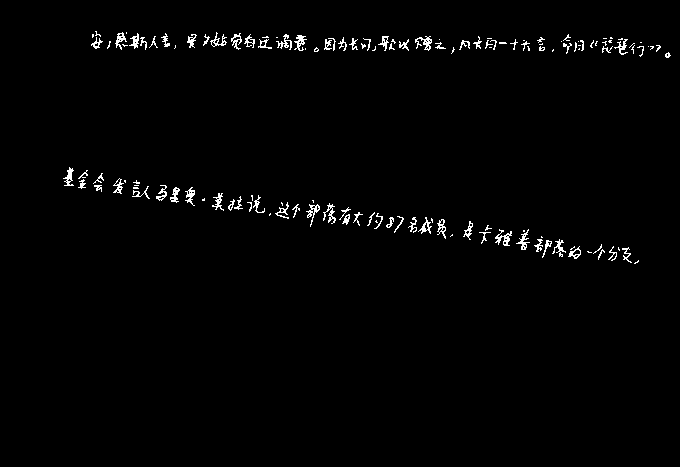 安；感斯人言，是夕始觉有迁谪意。因为长句，歌以赠之，凡六百一十六言，命曰《琵琶行》。
基金会发言人马里奥·莫拉说，这个部落有大约87名成员，是卡雅普部落的一个分支，